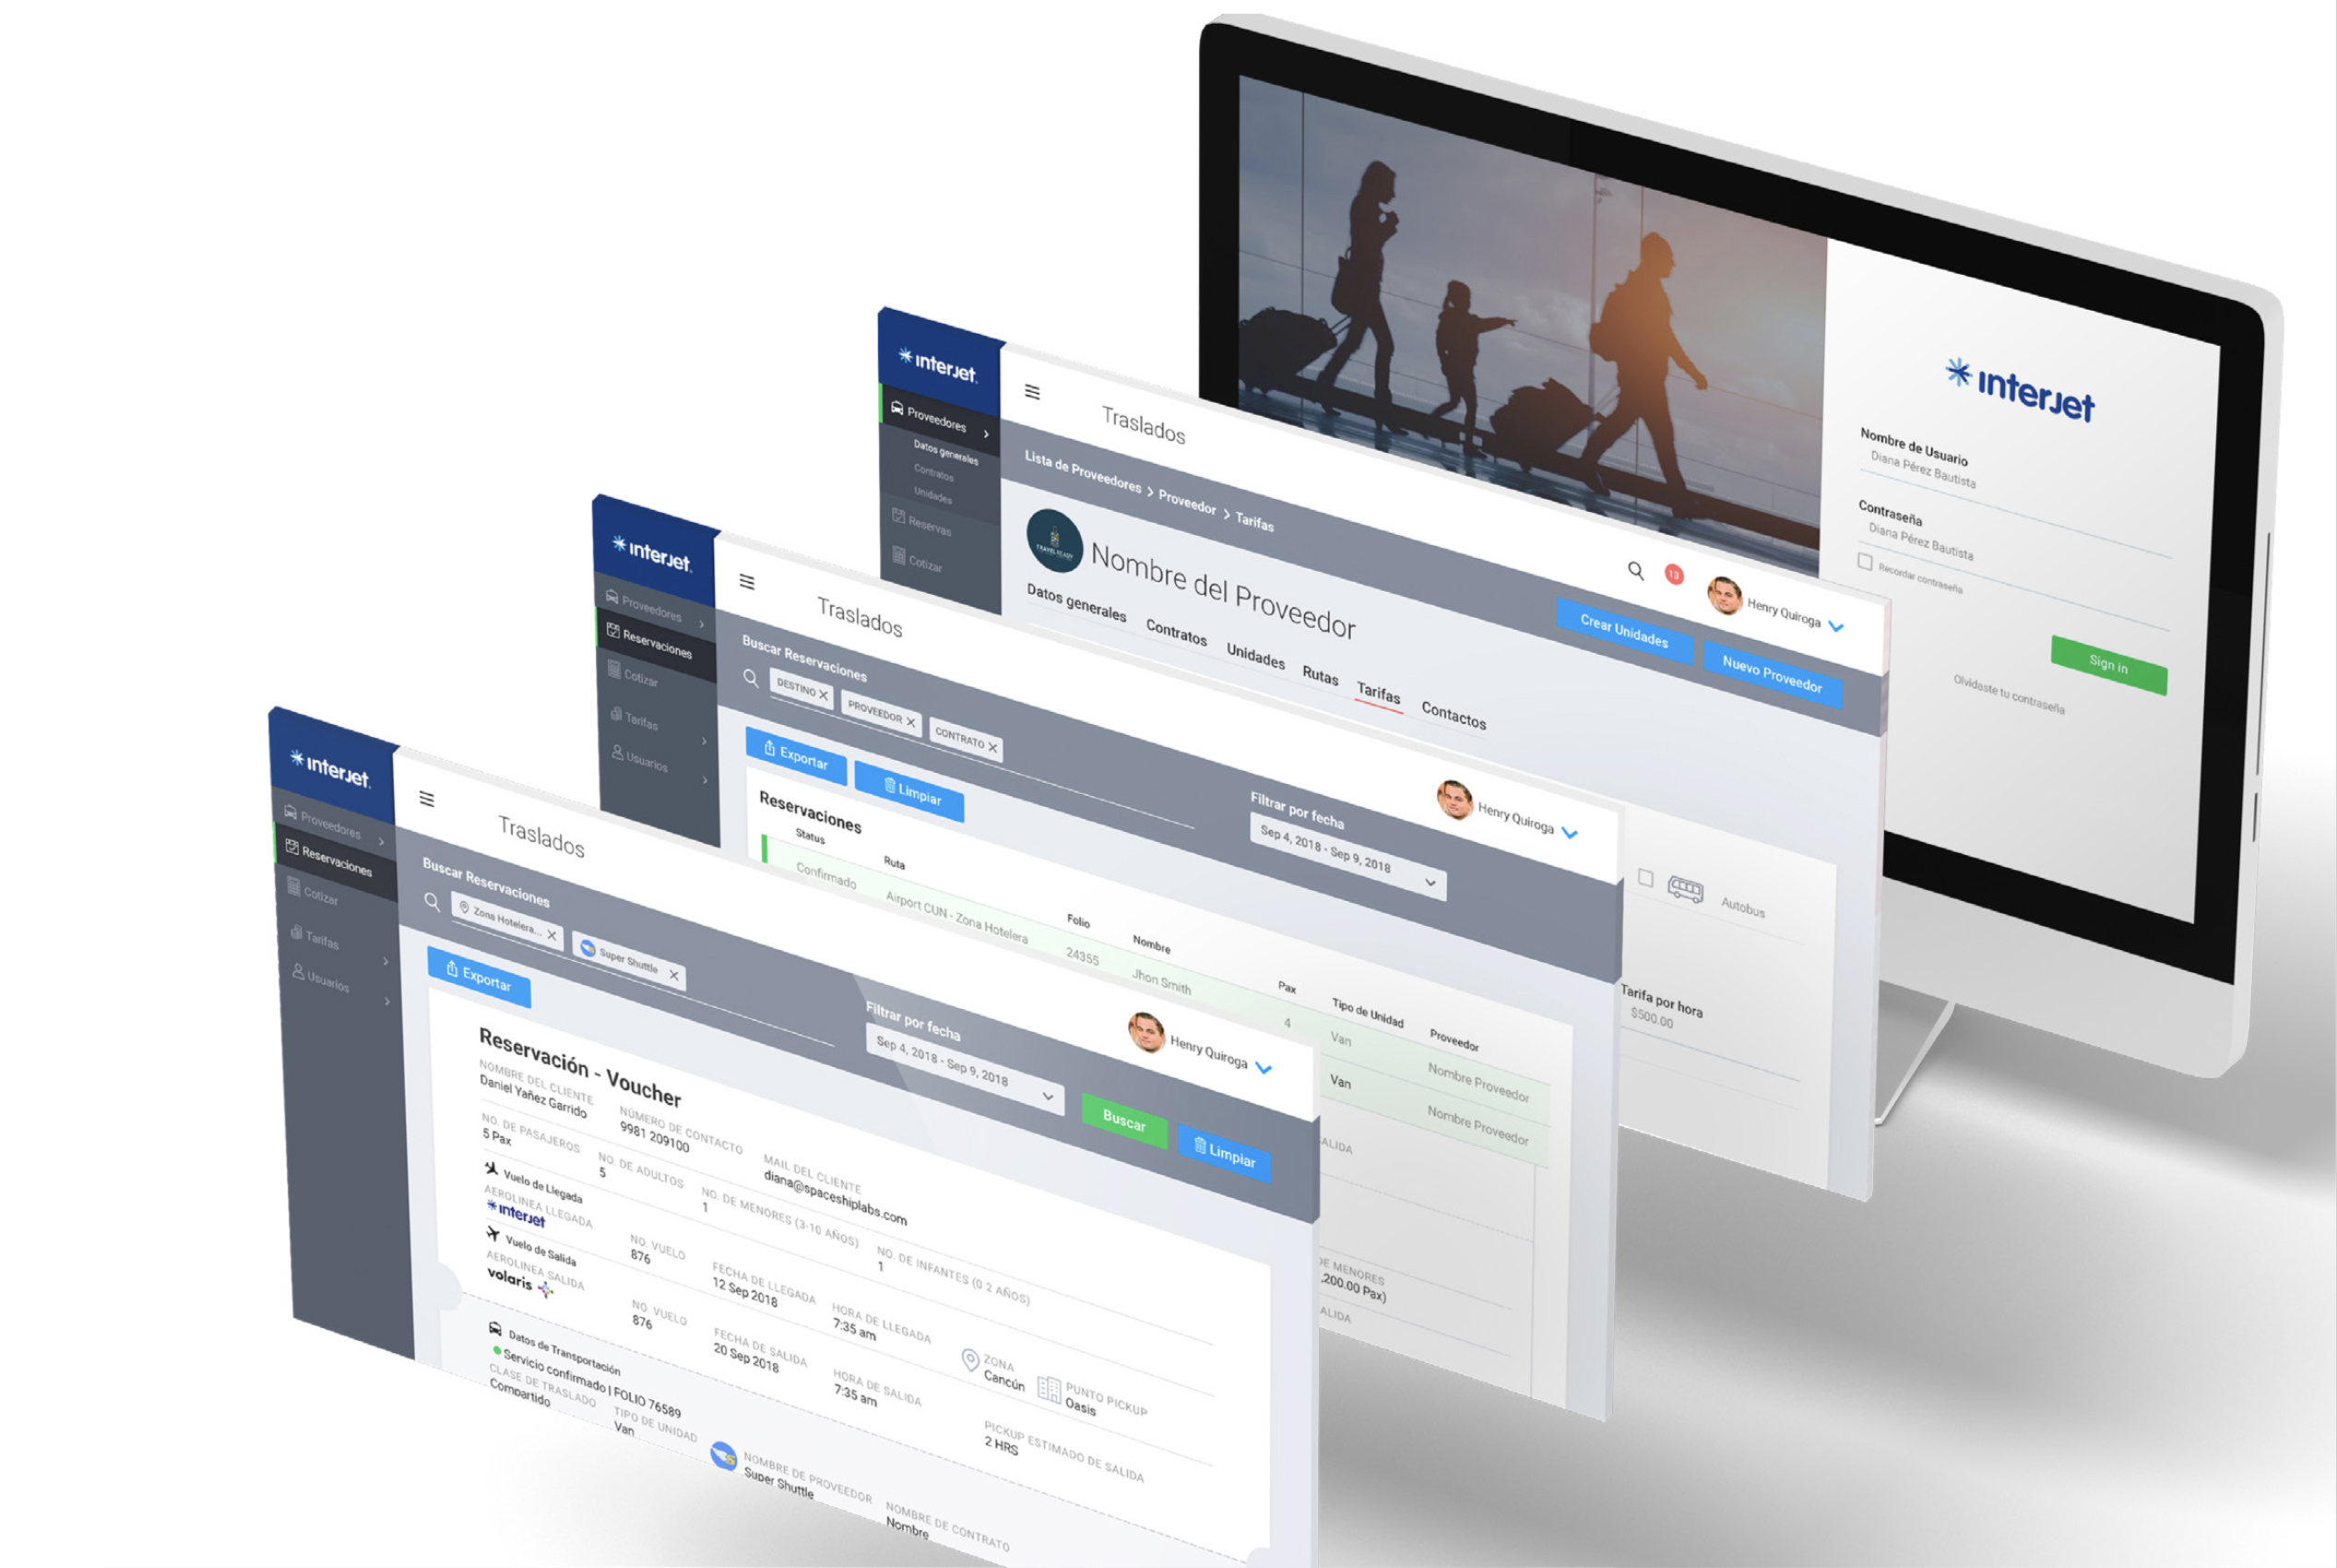 interjet
Nombre de Usuario
Diana Pérez Bautista
Contraseña
Diana Pérez Bautista
Recordar contraseña
Sign in
Olvidaste tu contraseña
interjet.
Proveedores
Datos generales
Contratos
Unidades
Reservas
Cotizar
Traslados
13
Henry Quiroga
Lista de Proveedores > Proveedor > Tarifas
Crear Unidades
Nuevo Proveedor
TRAVEL READY
Nombre del Proveedor
Datos generales Contratos Unidades Rutas Tarifas Contactos
Autobus
Tarifa por hora
$500.00
interjet.
Proveedores
Reservaciones
Cotizar
Tarifas
Usuarios
Traslados
Henry Quiroga
Buscar Reservaciones
DESTINO X PROVEEDOR X CONTRATO X
Filtrar por fecha
Sep 4, 2018 - Sep 9, 2018
Exportar
Limpiar
Reservaciones
Status Ruta Folio Nombre Pax Tipo de Unidad Proveedor
Confirmado Airport CUN - Zona Hotelera 24355 Jhon Smith 4 Van Nombre Proveedor
Van Nombre Proveedor
ALIDA
DE MENORES
,200.00 Pax)
ALIDA
interjet.
Proveedores
Reservaciones
Cotizar
Tarifas
Usuarios
Traslados
Henry Quiroga
Buscar Reservaciones
Zona Hotelera... X Super Shuttle X
Filtrar por fecha
Sep 4, 2018 - Sep 9, 2018
Buscar
Limpiar
Exportar
Reservación - Voucher
NOMBRE DEL CLIENTE NÚMERO DE CONTACTO MAIL DEL CLIENTE
Daniel Yañez Garrido 9981 209100 diana@spaceshiplabs.com
NO. DE PASAJEROS NO. DE ADULTOS NO. DE MENORES (3-10 AÑOS) NO. DE INFANTES (0 2 AÑOS)
5 Pax 5 1 1
Vuelo de Llegada
AEROLINEA LLEGADA NO. VUELO FECHA DE LLEGADA HORA DE LLEGADA ZONA PUNTO PICKUP
interjet 876 12 Sep 2018 7:35 am Cancún Oasis
Vuelo de Salida
AEROLINEA SALIDA NO. VUELO FECHA DE SALIDA HORA DE SALIDA PICKUP ESTIMADO DE SALIDA
volaris 876 20 Sep 2018 7:35 am 2 HRS
Datos de Transportación
Servicio confirmado | FOLIO 76589
CLASE DE TRASLADO TIPO DE UNIDAD NOMBRE DE PROVEEDOR NOMBRE DE CONTRATO
Compartido Van Super Shuttle Nombre